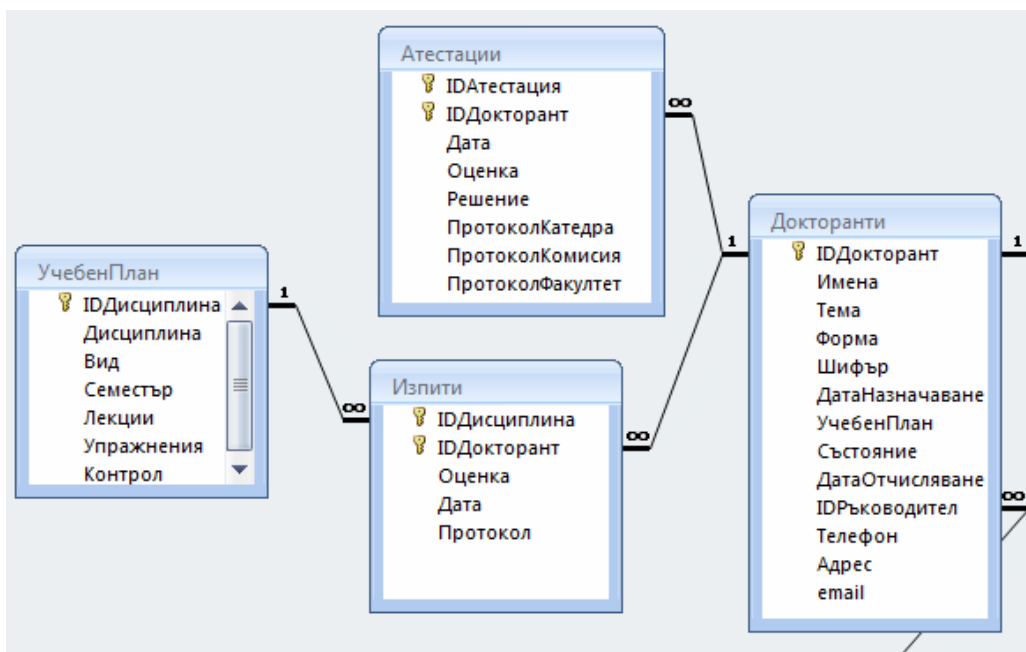 Атестации
IDАтестация
IDДокторант
Дата
Оценка
Решение
ПротоколКатедра
ПротоколКомисия
ПротоколФакултет
∞
УчебенПлан
IDДисциплина
Дисциплина
Вид
Семестър
Лекции
Упражнения
Контрол
1
∞
Изпити
IDДисциплина
IDДокторант
Оценка
Дата
Протокол
∞
1
Докторанти
IDДокторант
Имена
Тема
Форма
Шифър
ДатаНазначаване
УчебенПлан
Състояние
ДатаОтчисляване
IDРъководител
Телефон
Адрес
email
1
∞